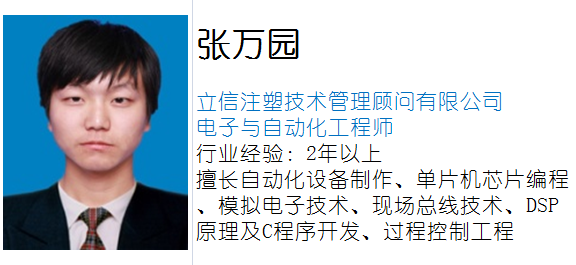 张万园
立信注塑技术管理顾问有限公司
电子与自动化工程师
行业经验: 2年以上
擅长自动化设备制作、单片机芯片编程
、模拟电子技术、现场总线技术、DSP
原理及C程序开发、过程控制工程